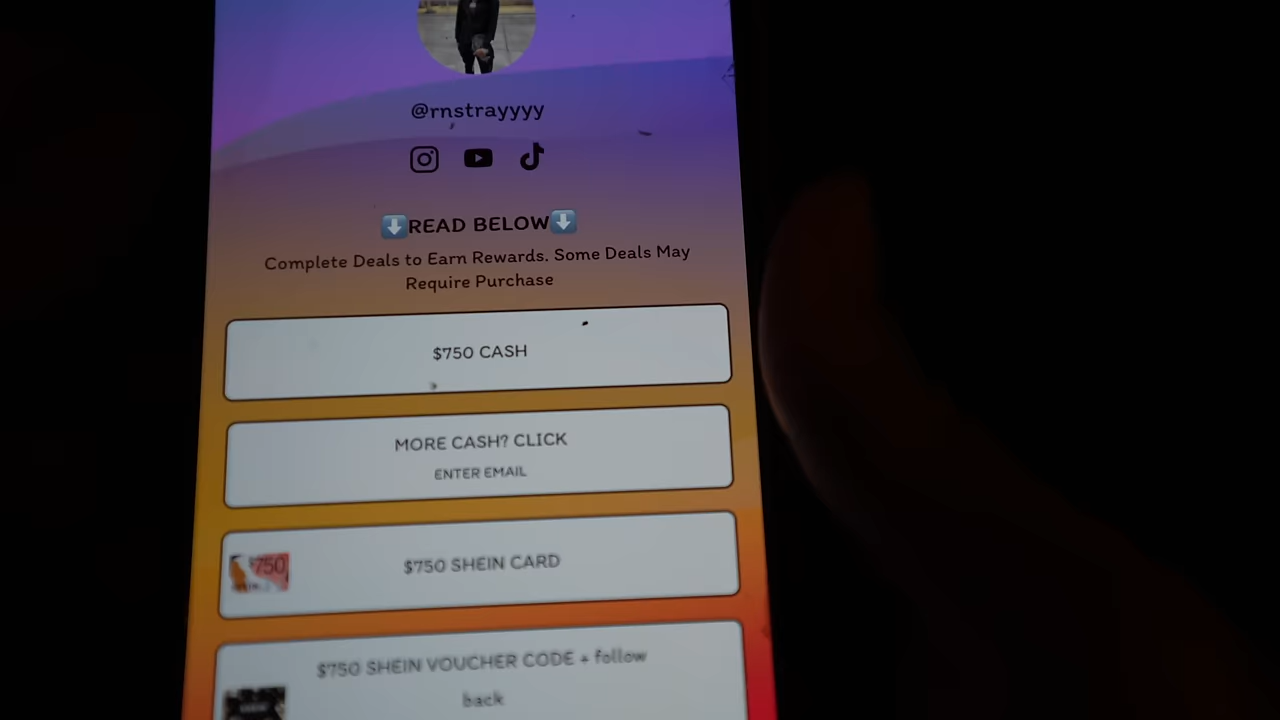 @rnstrayyyy
⬇️READ BELOW⬇️
Complete Deals to Earn Rewards. Some Deals May
Require Purchase
$750 CASH
MORE CASH? CLICK
ENTER EMAIL
$750
$750 SHEIN CARD
$750 SHEIN VOUCHER CODE + follow
back